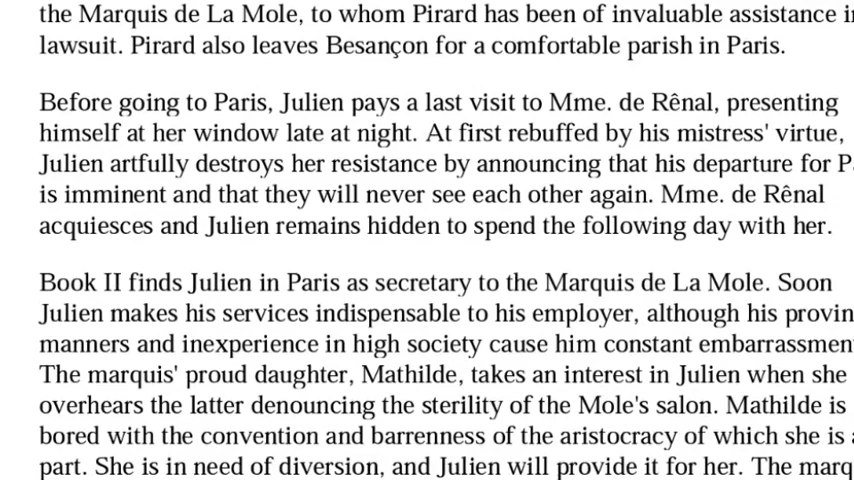 the Marquis de La Mole, to whom Pirard has been of invaluable assistance
lawsuit. Pirard also leaves Besançon for a comfortable parish in Paris.
Before going to Paris, Julien pays a last visit to Mme. de Rênal, presenting
himself at her window late at night. At first rebuffed by his mistress' virtue,
Julien artfully destroys her resistance by announcing that his departure for
is imminent and that they will never see each other again. Mme. de Rênal
acquiesces and Julien remains hidden to spend the following day with her.
Book II finds Julien in Paris as secretary to the Marquis de La Mole. Soon
Julien makes his services indispensable to his employer, although his
manners and inexperience in high society cause him constant
The marquis' proud daughter, Mathilde, takes an interest in Julien when she
overhears the latter denouncing the sterility of the Mole's salon. Mathilde is
bored with the convention and barrenness of the aristocracy of which she is
part. She is in need of diversion, and Julien will provide it for her. The